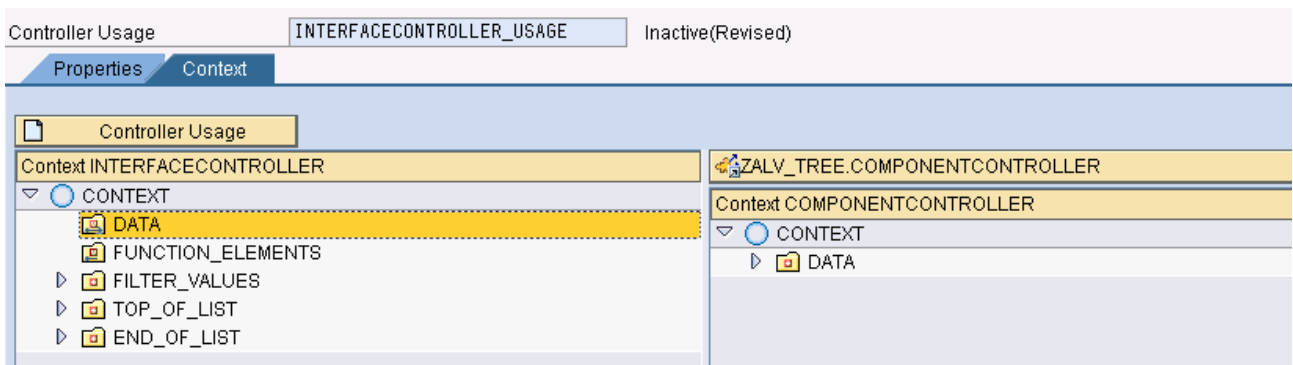 Controller Usage INTERFACECONTROLLER_USAGE Inactive(Revised)
Properties Context
Controller Usage
Context INTERFACECONTROLLER
CONTEXT
DATA
FUNCTION_ELEMENTS
FILTER_VALUES
TOP_OF_LIST
END_OF_LIST
ZALV_TREE.COMPONENTCONTROLLER
Context COMPONENTCONTROLLER
CONTEXT
DATA